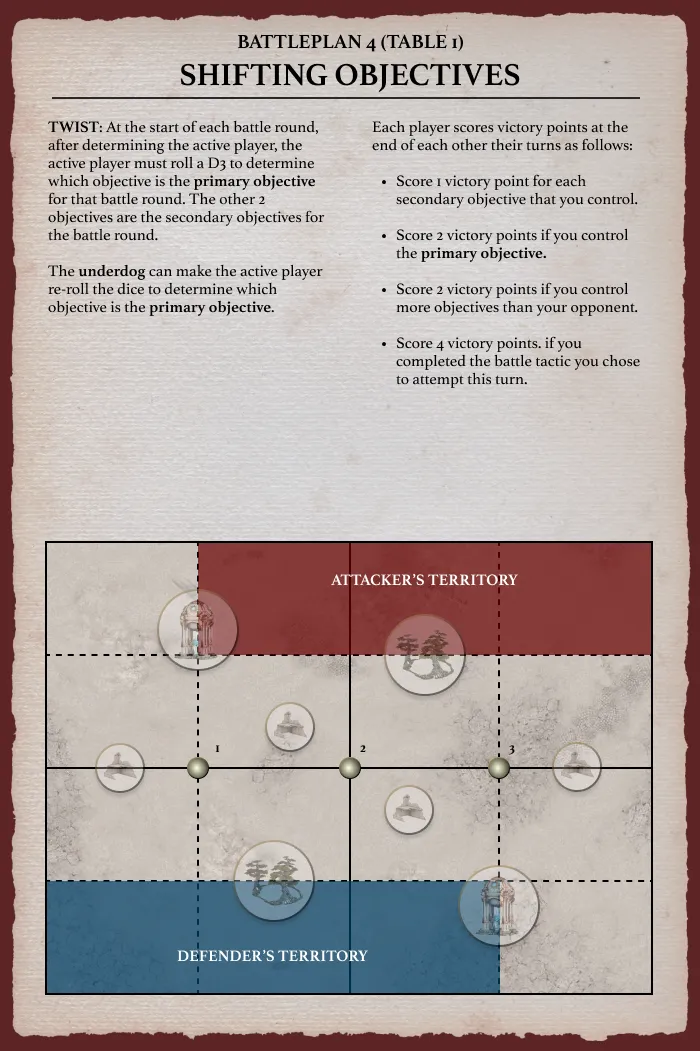 BATTLEPLAN 4 (TABLE 1)
SHIFTING OBJECTIVES
TWIST: At the start of each battle round,
after determining the active player, the
active player must roll a D3 to determine
which objective is the primary objective
for that battle round. The other 2
objectives are the secondary objectives for
the battle round.
The underdog can make the active player
re-roll the dice to determine which
objective is the primary objective.
Each player scores victory points at the
end of each other their turns as follows:
• Score 1 victory point for each
secondary objective that you control.
• Score 2 victory points if you control
the primary objective.
• Score 2 victory points if you control
more objectives than your opponent.
• Score 4 victory points. if you
completed the battle tactic you chose
to attempt this turn.
ATTACKER'S TERRITORY
1 2 3
DEFENDER'S TERRITORY